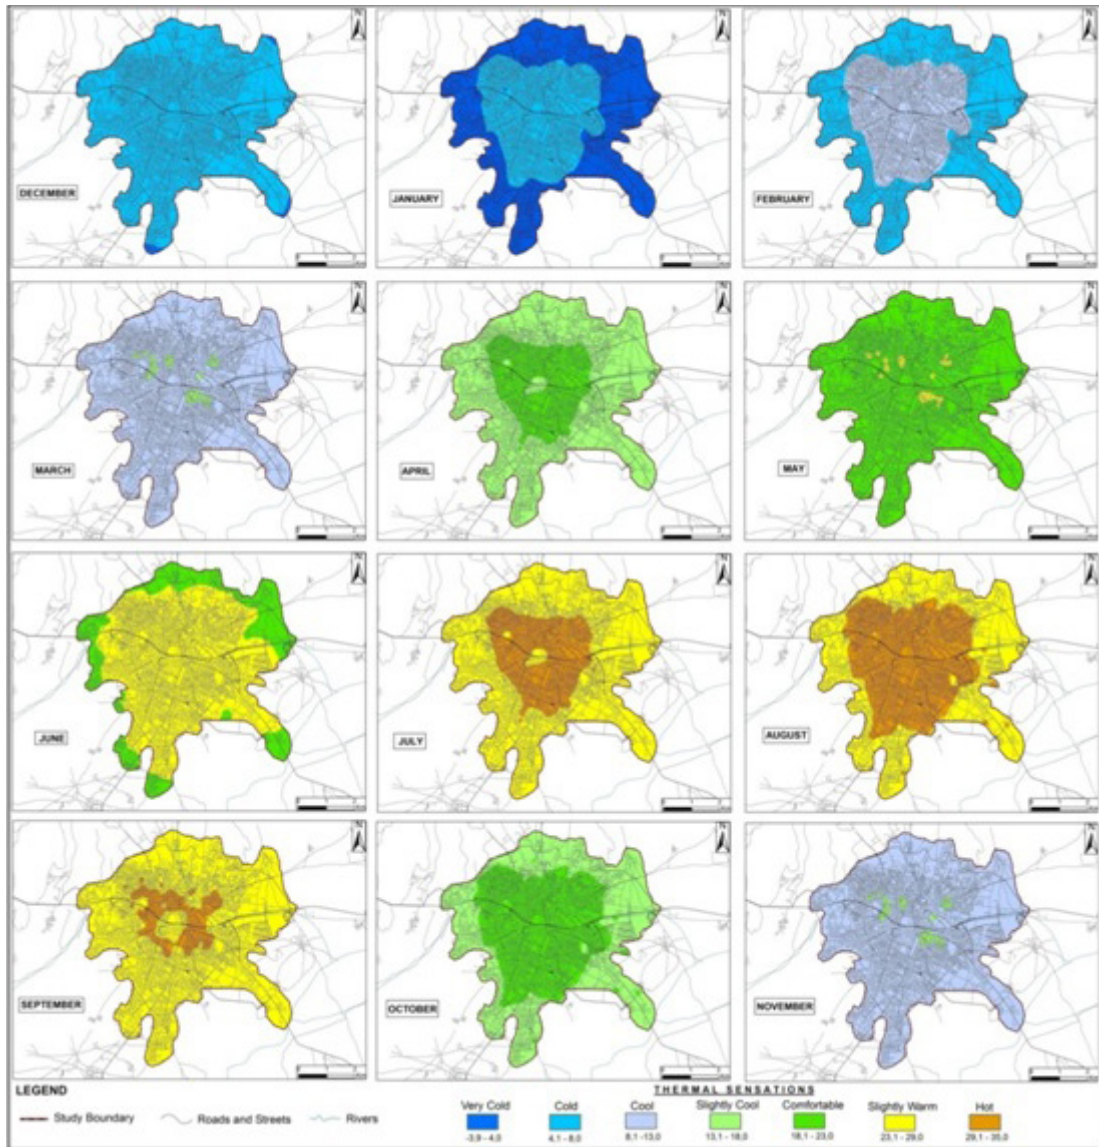 N
N
N
DECEMBER
JANUARY
FEBRUARY
N
N
N
MARCH
APRIL
MAY
N
N
N
JUNE
JULY
AUGUST
N
N
N
SEPTEMBER
OCTOBER
NOVEMBER
LEGEND
THERMAL SENSATIONS
Study Boundary
Roads and Streets
Rivers
Very Cold
Cold
Cool
Slightly Cool
Comfortable
Slightly Warm
Hot
-3,9 - 4,0
4,1 - 8,0
8,1 -13,0
13,1 - 18,0
18,1 - 23,0
23,1 - 29,0
29,1 - 35,0